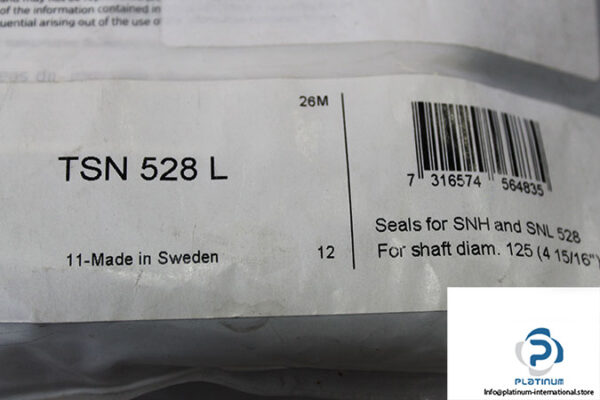 of the information contained in
uential arising out of the use of
26M
TSN 528 L
7 316574 564835
Seals for SNH and SNL 528
For shaft diam. 125 (4 15/16")
11-Made in Sweden
12
PLATINUM
Info@platinum-international.store